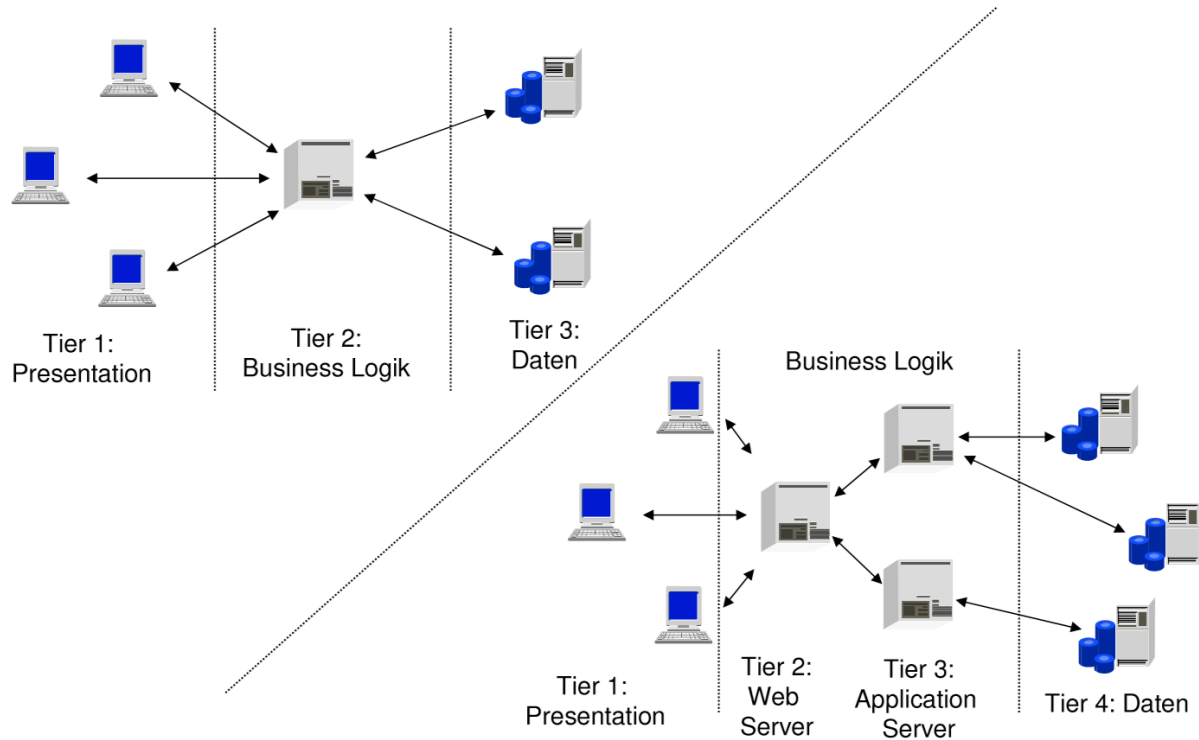 Tier 1:
Presentation
Tier 2:
Business Logik
Tier 3:
Daten
Business Logik
Tier 1:
Presentation
Tier 2:
Web
Server
Tier 3:
Application
Server
Tier 4: Daten